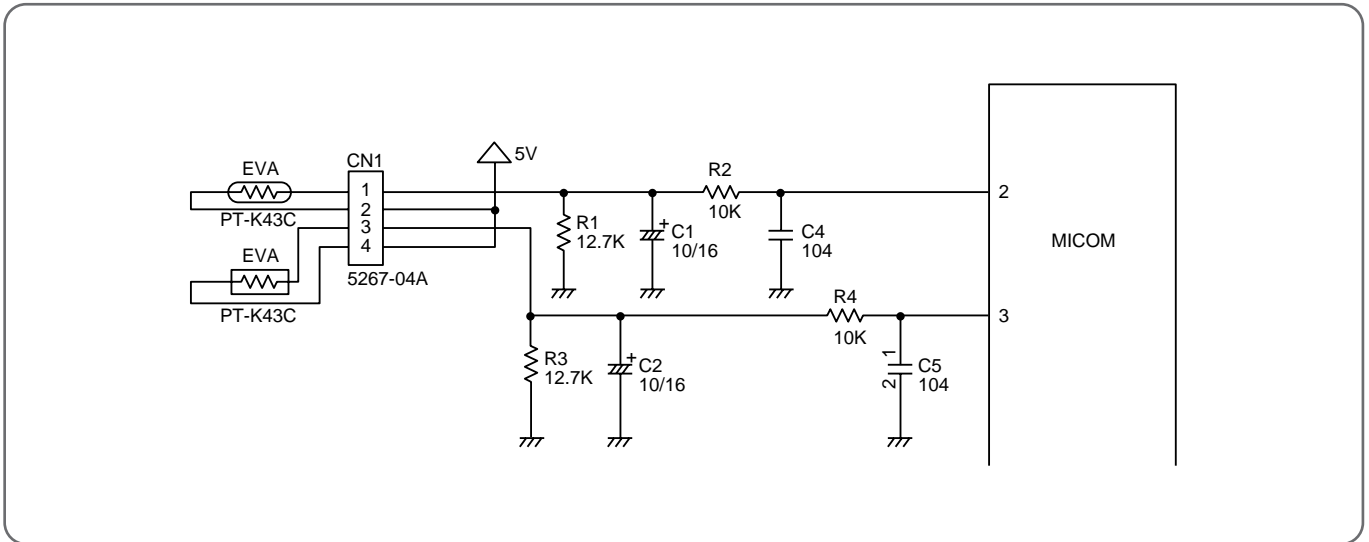 EVA
PT-K43C
EVA
PT-K43C
CN1
1
2
3
4
5267-04A
5V
R1
12.7K
C1
10/16
+
R2
10K
C4
104
2
MICOM
R3
12.7K
C2
10/16
+
R4
10K
1
2
C5
104
3